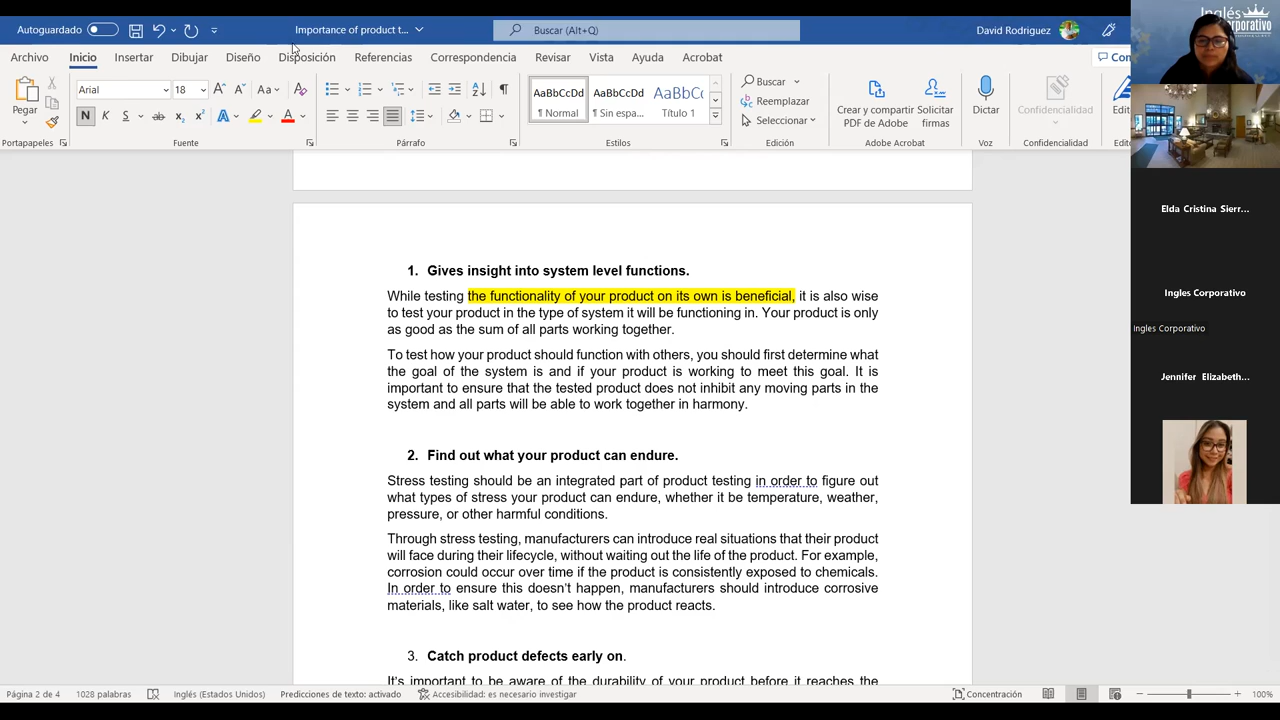 Autoguardado
Importance of product t...
Buscar (Alt+Q)
David Rodriguez
Inglés
Corporativo
Archivo Inicio Insertar Dibujar Diseño Disposición Referencias Correspondencia Revisar Vista Ayuda Acrobat
Com
Pegar
Arial 18
Aa
N K S ab x₂ x² A A
AaBbCcDd AaBbCcDd AaBbCc
¶ Normal ¶ Sin espa... Título 1
Buscar
Reemplazar
Seleccionar
Crear y compartir PDF de Adobe
Solicitar firmas
Dictar
Confidencialidad
Portapapeles Fuente Párrafo Estilos Edición Adobe Acrobat Voz Confidencialidad
1. Gives insight into system level functions.
While testing the functionality of your product on its own is beneficial, it is also wise
to test your product in the type of system it will be functioning in. Your product is only
as good as the sum of all parts working together.
To test how your product should function with others, you should first determine what
the goal of the system is and if your product is working to meet this goal. It is
important to ensure that the tested product does not inhibit any moving parts in the
system and all parts will be able to work together in harmony.
2. Find out what your product can endure.
Stress testing should be an integrated part of product testing in order to figure out
what types of stress your product can endure, whether it be temperature, weather,
pressure, or other harmful conditions.
Through stress testing, manufacturers can introduce real situations that their product
will face during their lifecycle, without waiting out the life of the product. For example,
corrosion could occur over time if the product is consistently exposed to chemicals.
In order to ensure this doesn't happen, manufacturers should introduce corrosive
materials, like salt water, to see how the product reacts.
3. Catch product defects early on.
It's important to be aware of the durability of your product before it reaches the
Elda Cristina Sierr...
Ingles Corporativo
Ingles Corporativo
Jennifer Elizabeth...
Página 2 de 4 1028 palabras Inglés (Estados Unidos) Predicciones de texto: activado Accesibilidad: es necesario investigar Concentración 100%